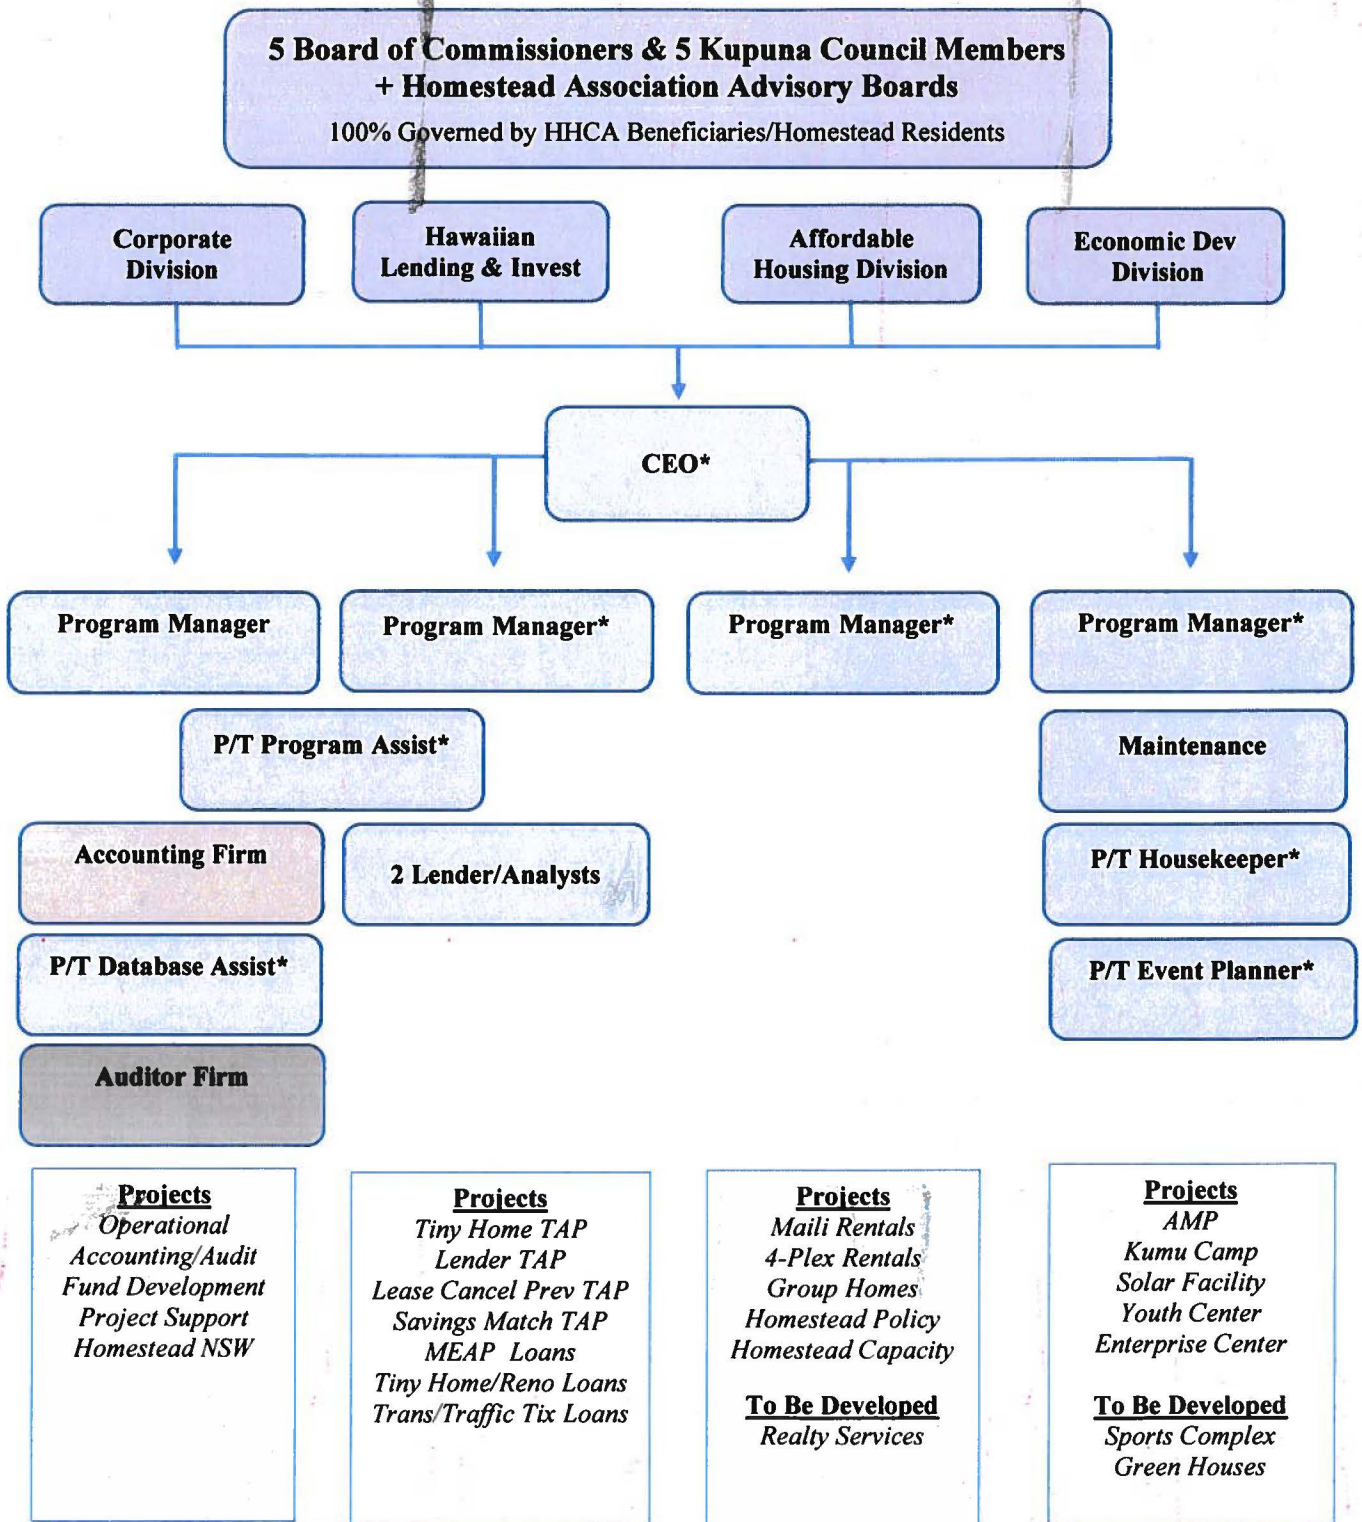 5 Board of Commissioners & 5 Kupuna Council Members
+ Homestead Association Advisory Boards
100% Governed by HHCA Beneficiaries/Homestead Residents
Corporate
Division
Hawaiian
Lending & Invest
Affordable
Housing Division
Economic Dev
Division
CEO*
Program Manager
Program Manager*
Program Manager*
Program Manager*
P/T Program Assist*
Maintenance
Accounting Firm
2 Lender/Analysts
P/T Housekeeper*
P/T Database Assist*
P/T Event Planner*
Auditor Firm
Projects
Operational
Accounting/Audit
Fund Development
Project Support
Homestead NSW
Projects
Tiny Home TAP
Lender TAP
Lease Cancel Prev TAP
Savings Match TAP
MEAP Loans
Tiny Home/Reno Loans
Trans/Traffic Tix Loans
Projects
Maili Rentals
4-Plex Rentals
Group Homes
Homestead Policy
Homestead Capacity
To Be Developed
Realty Services
Projects
AMP
Kumu Camp
Solar Facility
Youth Center
Enterprise Center
To Be Developed
Sports Complex
Green Houses